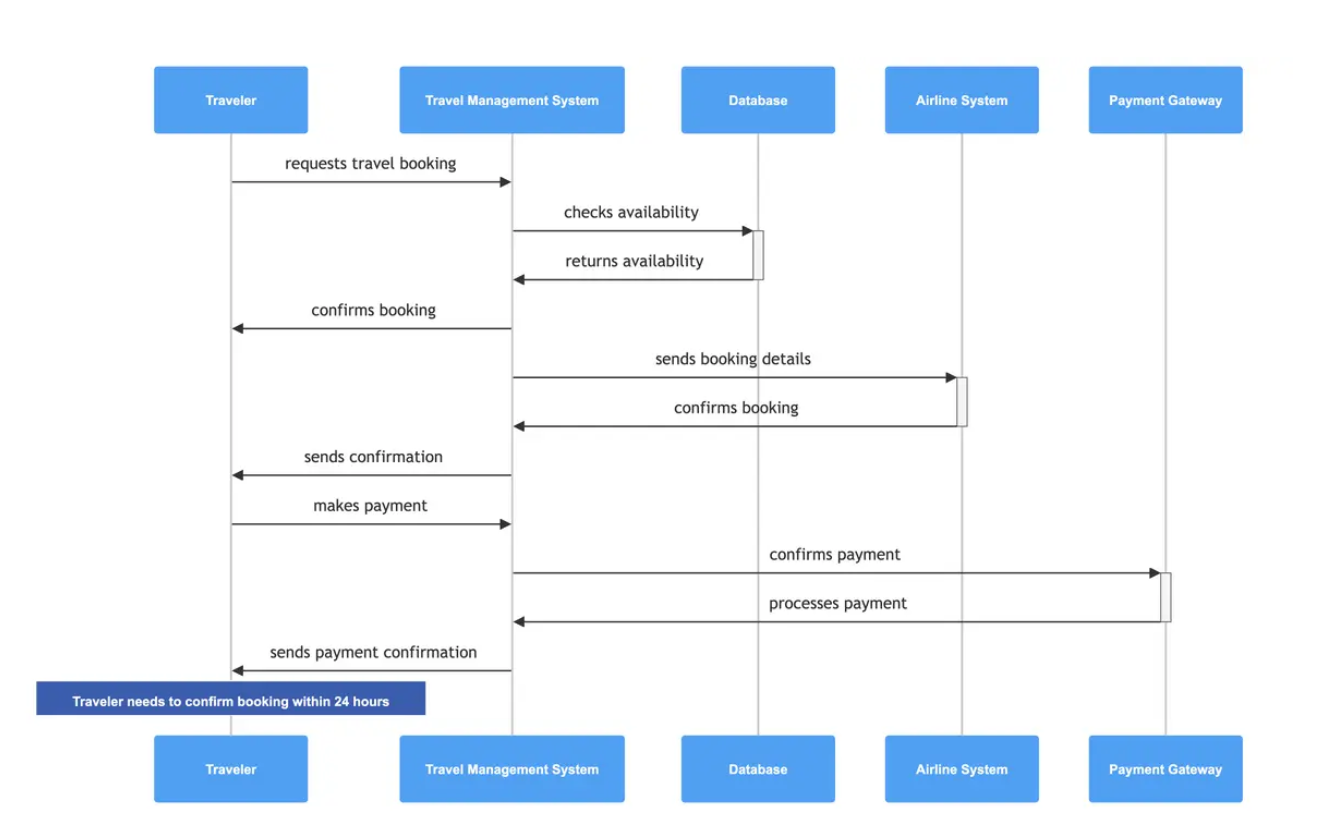 Traveler
Travel Management System
Database
Airline System
Payment Gateway
requests travel booking
checks availability
returns availability
confirms booking
sends booking details
confirms booking
sends confirmation
makes payment
confirms payment
processes payment
sends payment confirmation
Traveler needs to confirm booking within 24 hours
Traveler
Travel Management System
Database
Airline System
Payment Gateway